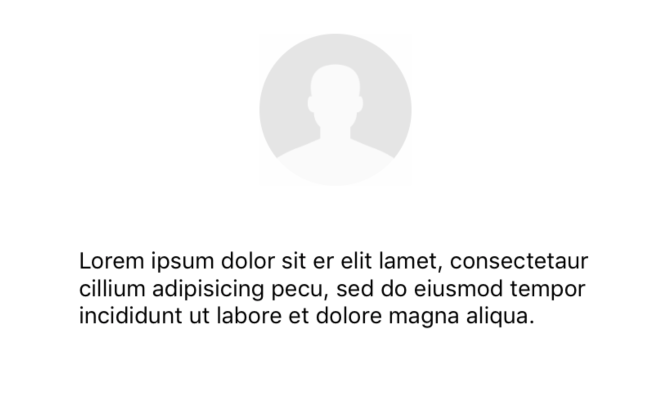 Lorem ipsum dolor sit er elit lamet, consectetaur
cillium adipisicing pecu, sed do eiusmod tempor
incididunt ut labore et dolore magna aliqua.